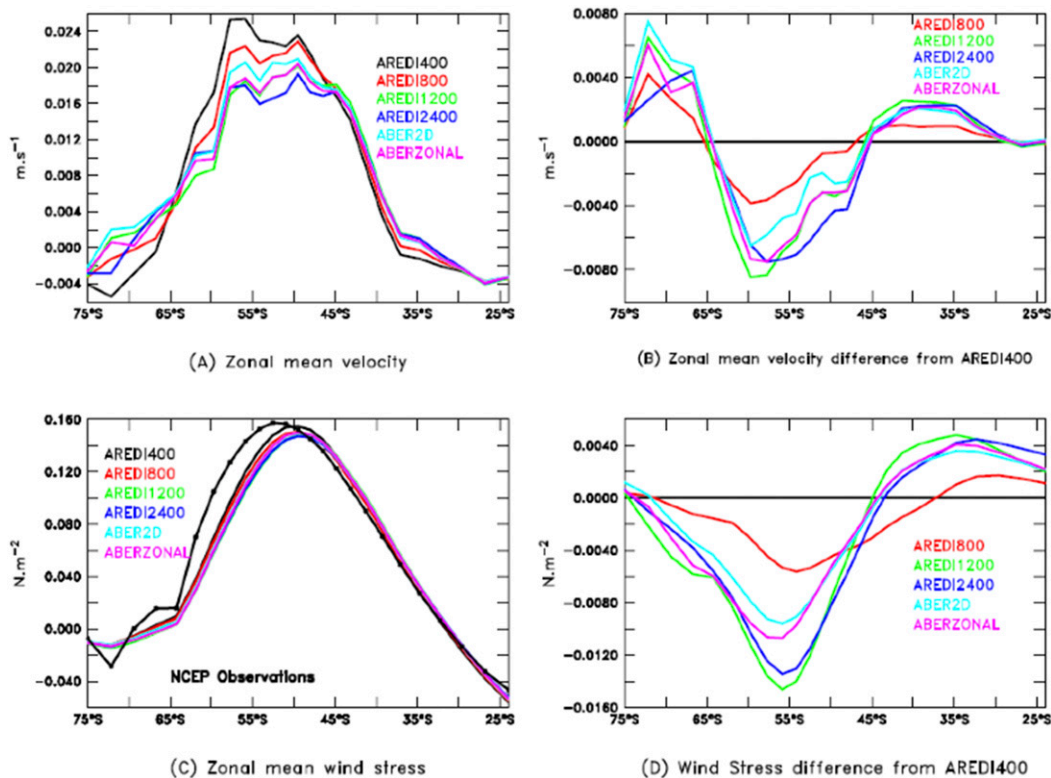 0.024
0.020
0.016
0.012
0.008
0.004
0.000
-0.004
m.s⁻¹
AREDI400
AREDI800
AREDI1200
AREDI2400
ABER2D
ABERZONAL
75°S 65°S 55°S 45°S 35°S 25°S
(A) Zonal mean velocity
0.0080
0.0040
0.0000
-0.0040
-0.0080
m.s⁻¹
AREDI800
AREDI1200
AREDI2400
ABER2D
ABERZONAL
75°S 65°S 55°S 45°S 35°S 25°S
(B) Zonal mean velocity difference from AREDI400
0.160
0.120
0.080
0.040
0.000
-0.040
N.m⁻²
AREDI400
AREDI800
AREDI1200
AREDI2400
ABER2D
ABERZONAL
NCEP Observations
75°S 65°S 55°S 45°S 35°S 25°S
(C) Zonal mean wind stress
0.0040
0.0000
-0.0040
-0.0080
-0.0120
-0.0160
N.m⁻²
AREDI800
AREDI1200
AREDI2400
ABER2D
ABERZONAL
75°S 65°S 55°S 45°S 35°S 25°S
(D) Wind Stress difference from AREDI400